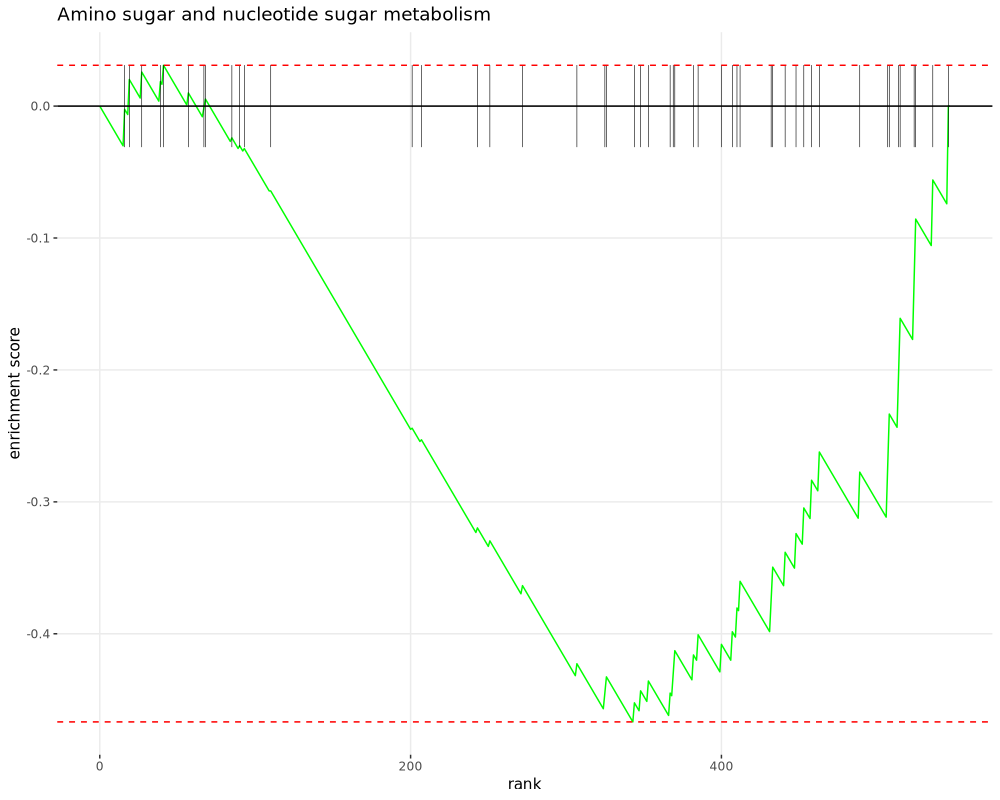 Amino sugar and nucleotide sugar metabolism
0.0
-0.1
-0.2
-0.3
-0.4
enrichment score
0 200 400
rank